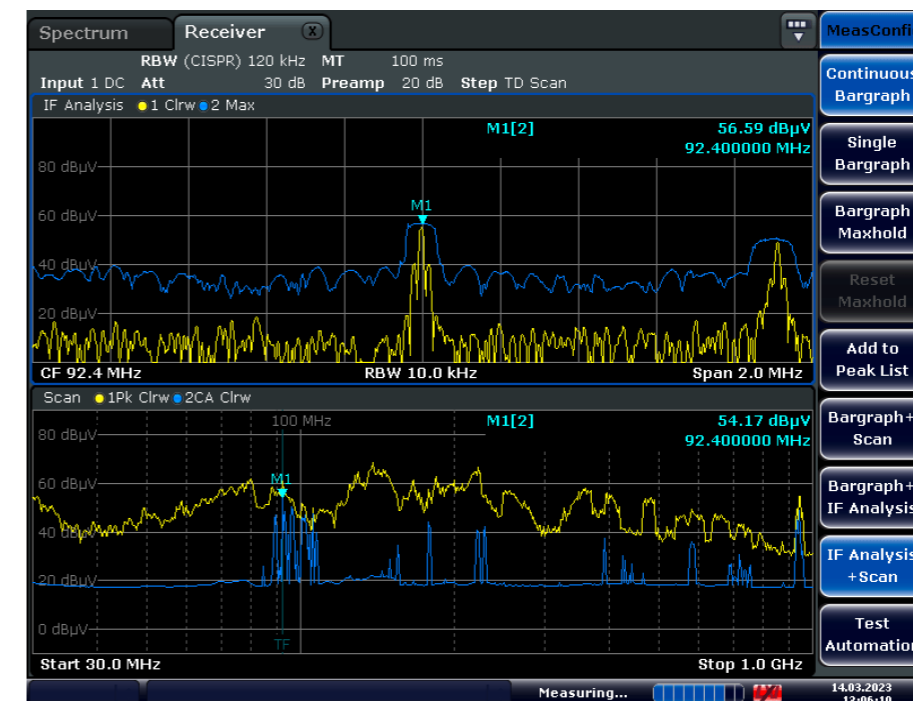 Spectrum Receiver X
RBW (CISPR) 120 kHz MT 100 ms
Input 1 DC Att 30 dB Preamp 20 dB Step TD Scan
IF Analysis 1 Clrw 2 Max
M1[2] 56.59 dBµV
92.400000 MHz
80 dBµV
M1
60 dBµV
40 dBµV
20 dBµV
CF 92.4 MHz RBW 10.0 kHz Span 2.0 MHz
Scan 1Pk Clrw 2CA Clrw
100 MHz M1[2] 54.17 dBµV
92.400000 MHz
80 dBµV
M1
60 dBµV
40 dBµV
20 dBµV
0 dBµV
TF
Start 30.0 MHz Stop 1.0 GHz
Measuring...
MeasConfi
Continuous
Bargraph
Single
Bargraph
Bargraph
Maxhold
Reset
Maxhold
Add to
Peak List
Bargraph+
Scan
Bargraph+
IF Analysis
IF Analysis
+Scan
Test
Automation
14.03.2023